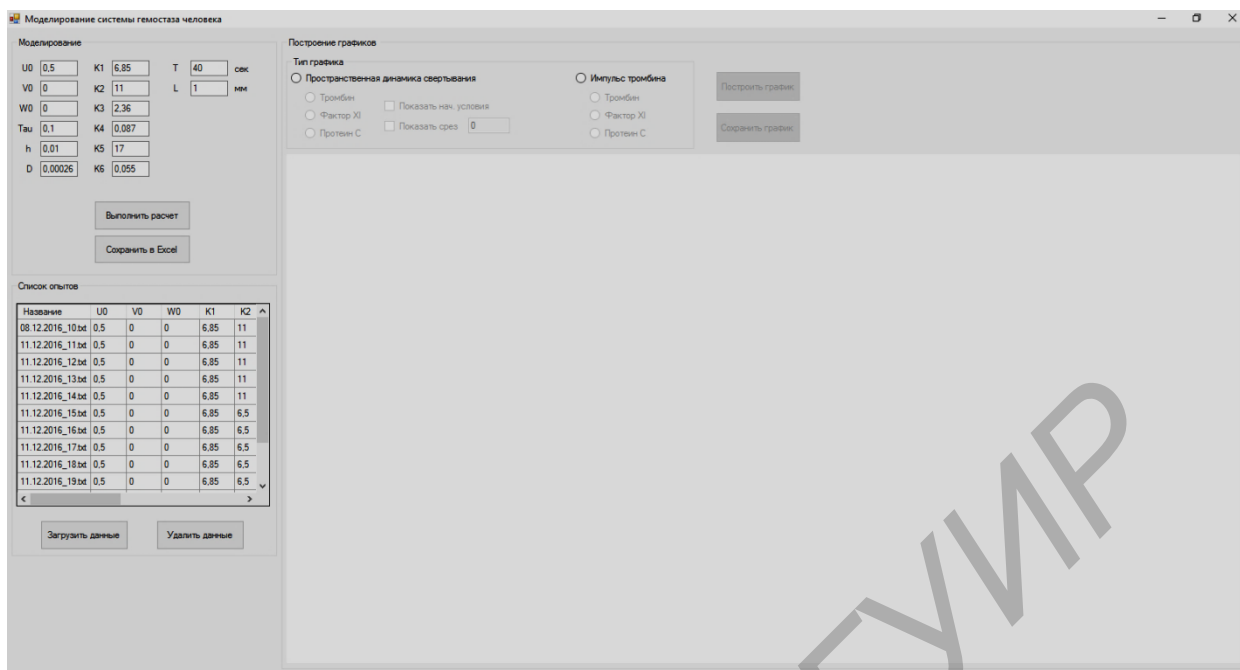 Моделирование системы гемостаза человека
Моделирование
U0 0,5 K1 6,85 T 40 сек
V0 0 K2 11 L 1 мм
W0 0 K3 2,36
Tau 0,1 K4 0,087
h 0,01 K5 17
D 0,00026 K6 0,055
Выполнить расчет
Сохранить в Excel
Список опытов
Название U0 V0 W0 K1 K2
08.12.2016_10.txt 0,5 0 0 6,85 11
11.12.2016_11.txt 0,5 0 0 6,85 11
11.12.2016_12.txt 0,5 0 0 6,85 11
11.12.2016_13.txt 0,5 0 0 6,85 11
11.12.2016_14.txt 0,5 0 0 6,85 11
11.12.2016_15.txt 0,5 0 0 6,85 6,5
11.12.2016_16.txt 0,5 0 0 6,85 6,5
11.12.2016_17.txt 0,5 0 0 6,85 6,5
11.12.2016_18.txt 0,5 0 0 6,85 6,5
11.12.2016_19.txt 0,5 0 0 6,85 6,5
Загрузить данные Удалить данные
Построение графиков
Тип графика
Пространственная динамика свертывания
Тромбин
Фактор XI
Протеин C
Показать нач. условия
Показать срез 0
Импульс тромбина
Тромбин
Фактор XI
Протеин C
Построить график
Сохранить график
ГУИР